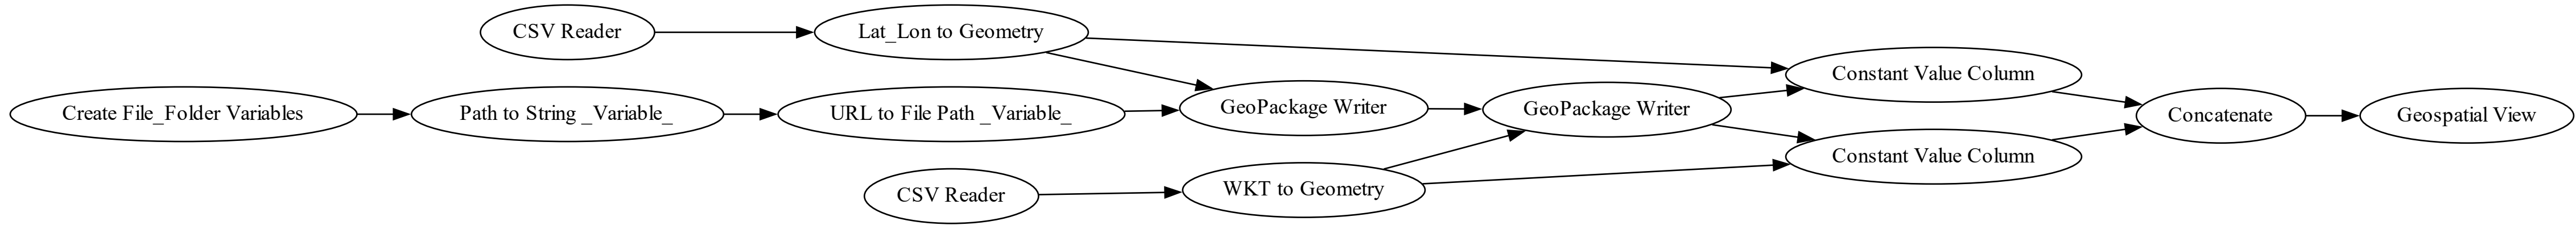 CSV Reader
Lat_Lon to Geometry
Create File_Folder Variables
Path to String _Variable_
URL to File Path _Variable_
GeoPackage Writer
GeoPackage Writer
Constant Value Column
Constant Value Column
Concatenate
Geospatial View
CSV Reader
WKT to Geometry